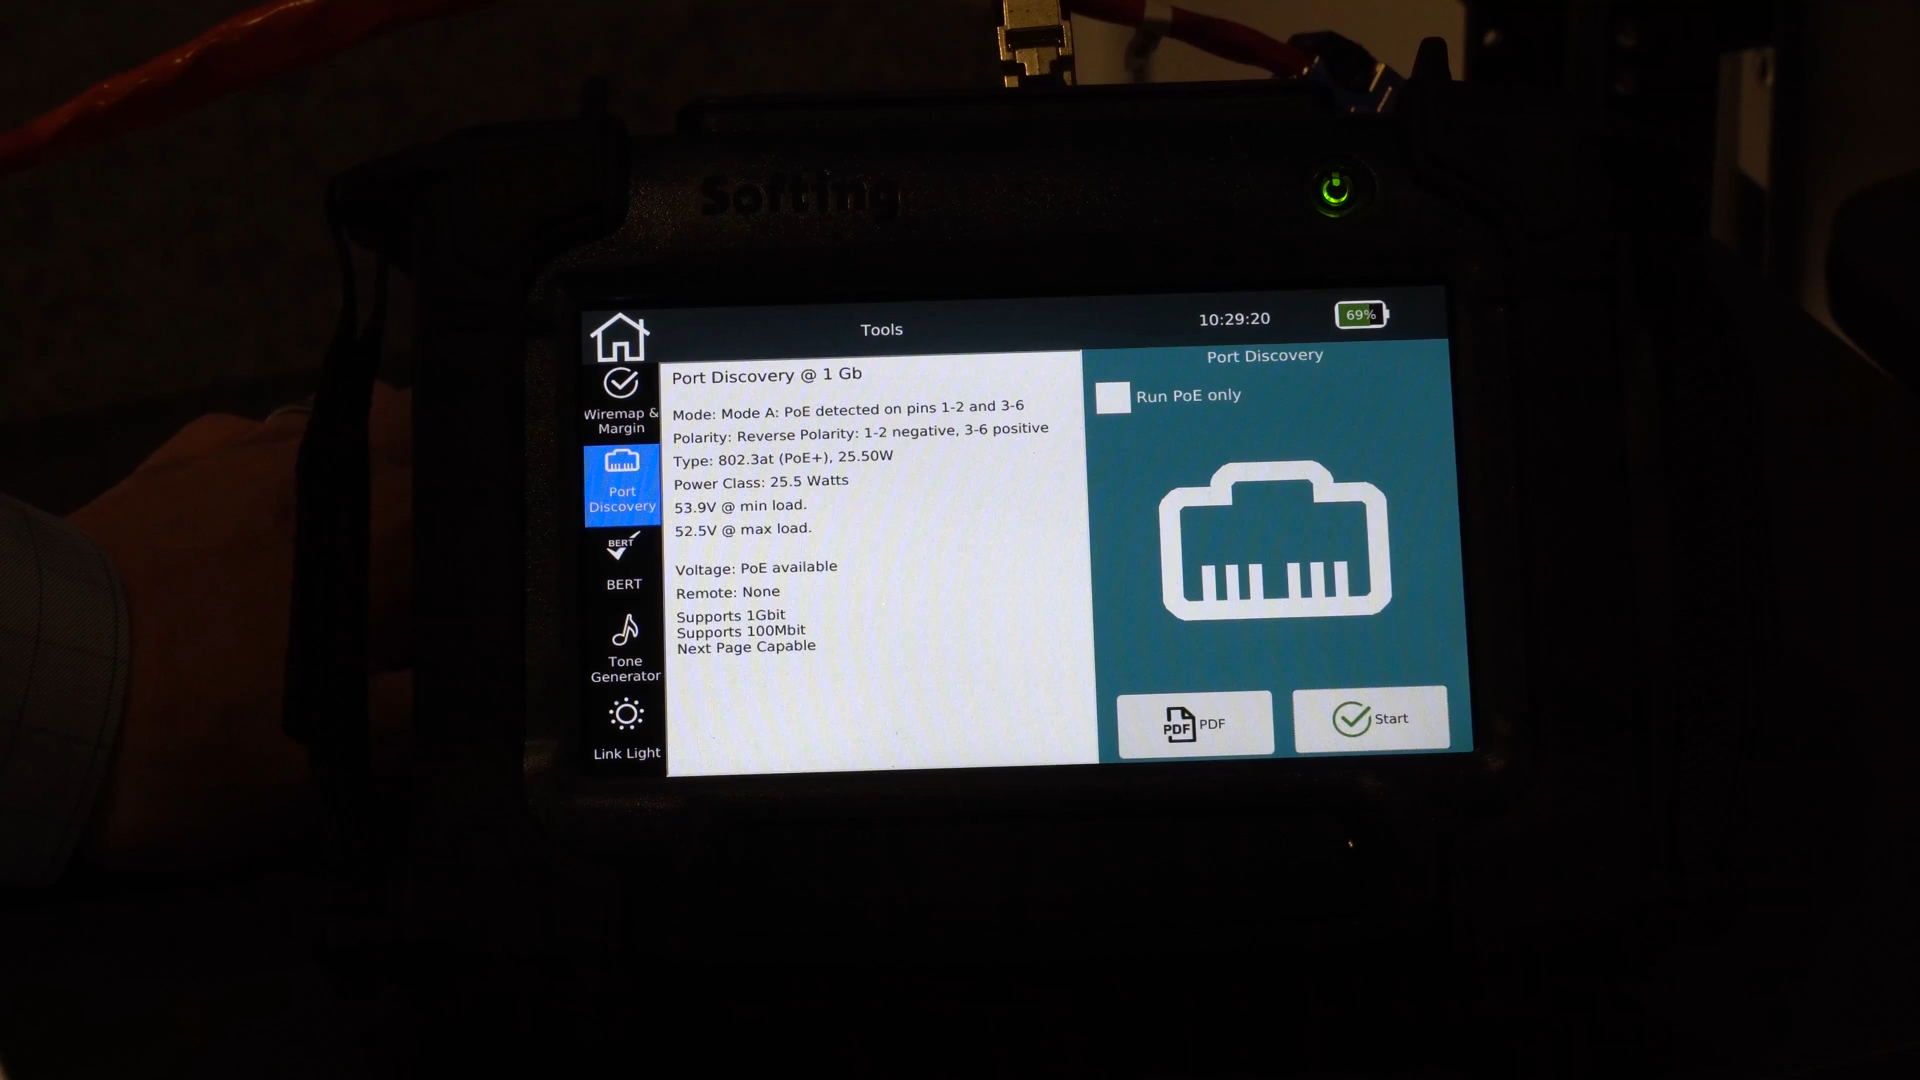 Softing
Tools
10:29:20
69%
Wiremap &
Margin
Port
Discovery
BERT
BERT
Tone
Generator
Link Light
Port Discovery @ 1 Gb
Mode: Mode A: PoE detected on pins 1-2 and 3-6
Polarity: Reverse Polarity: 1-2 negative, 3-6 positive
Type: 802.3at (PoE+), 25.50W
Power Class: 25.5 Watts
53.9V @ min load.
52.5V @ max load.
Voltage: PoE available
Remote: None
Supports 1Gbit
Supports 100Mbit
Next Page Capable
Port Discovery
Run PoE only
PDF PDF
Start